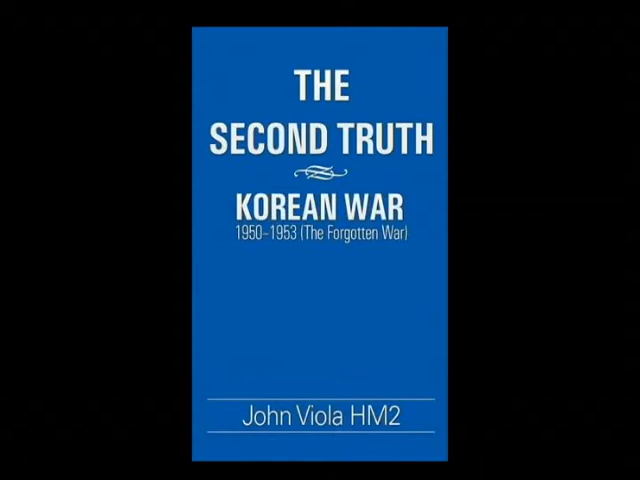 THE
SECOND TRUTH
KOREAN WAR
1950–1953 (The Forgotten War)
John Viola HM2